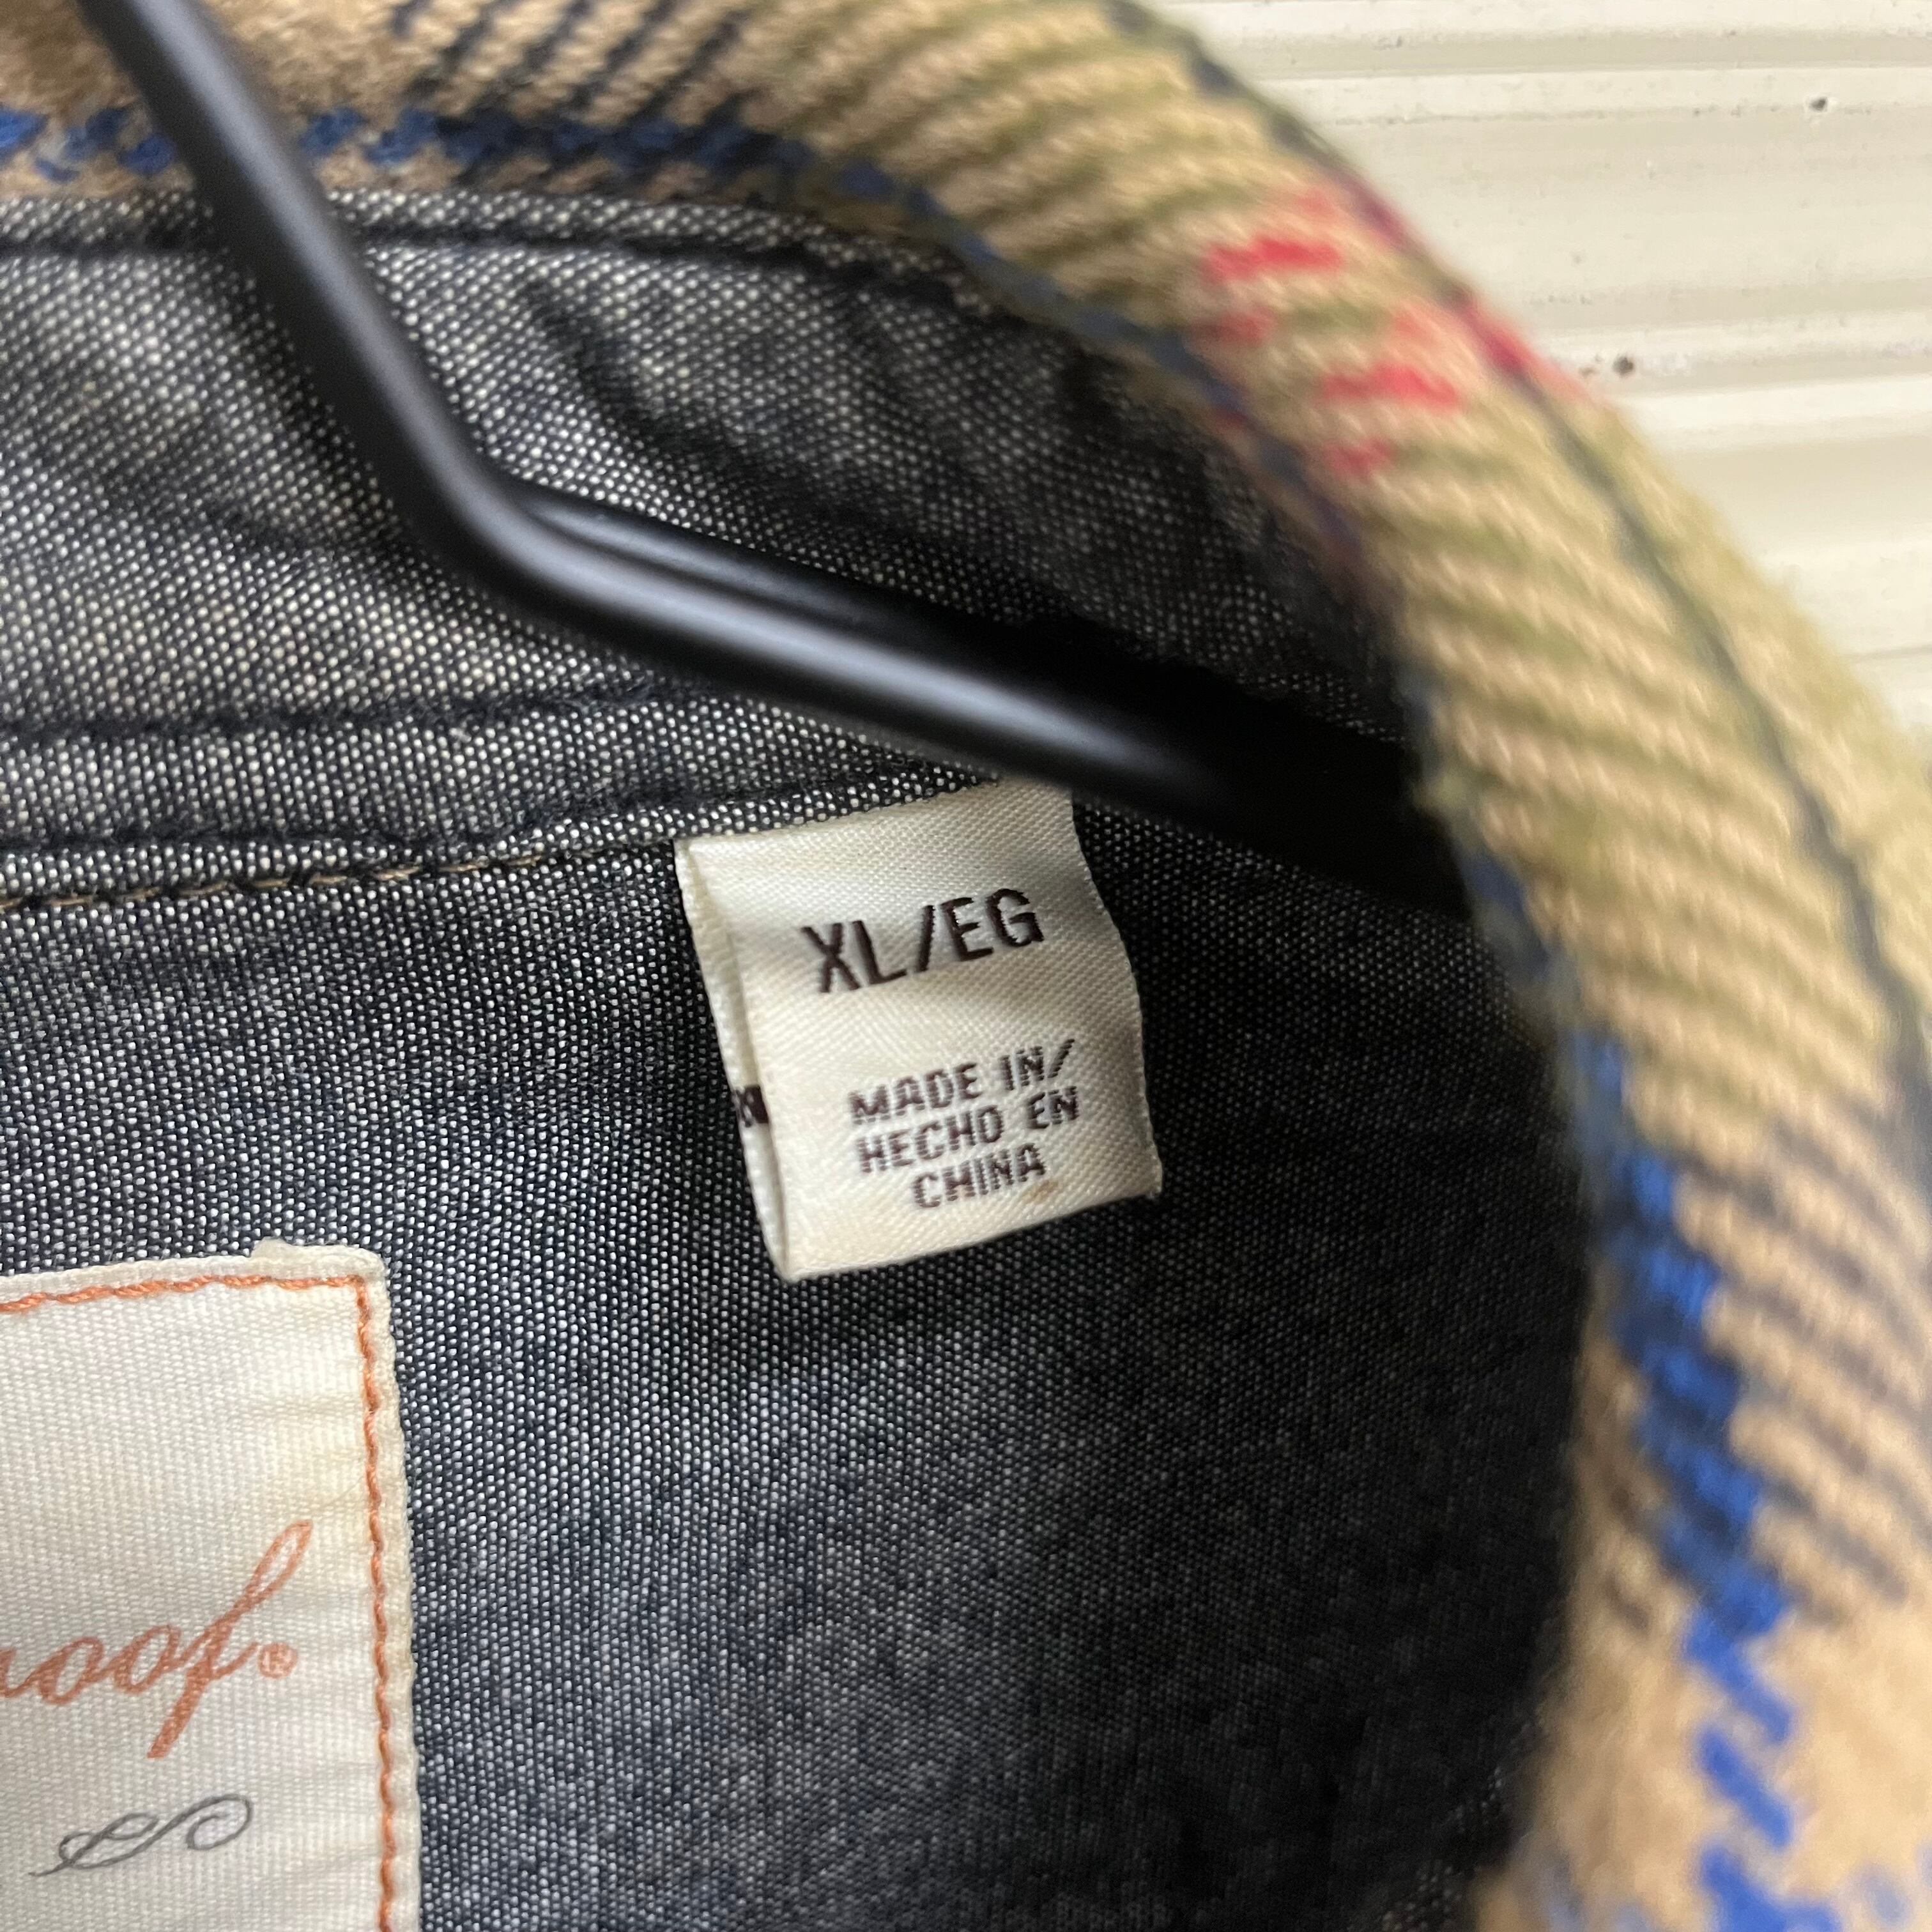 XL/EG
MADE IN/
HECHO EN
CHINA